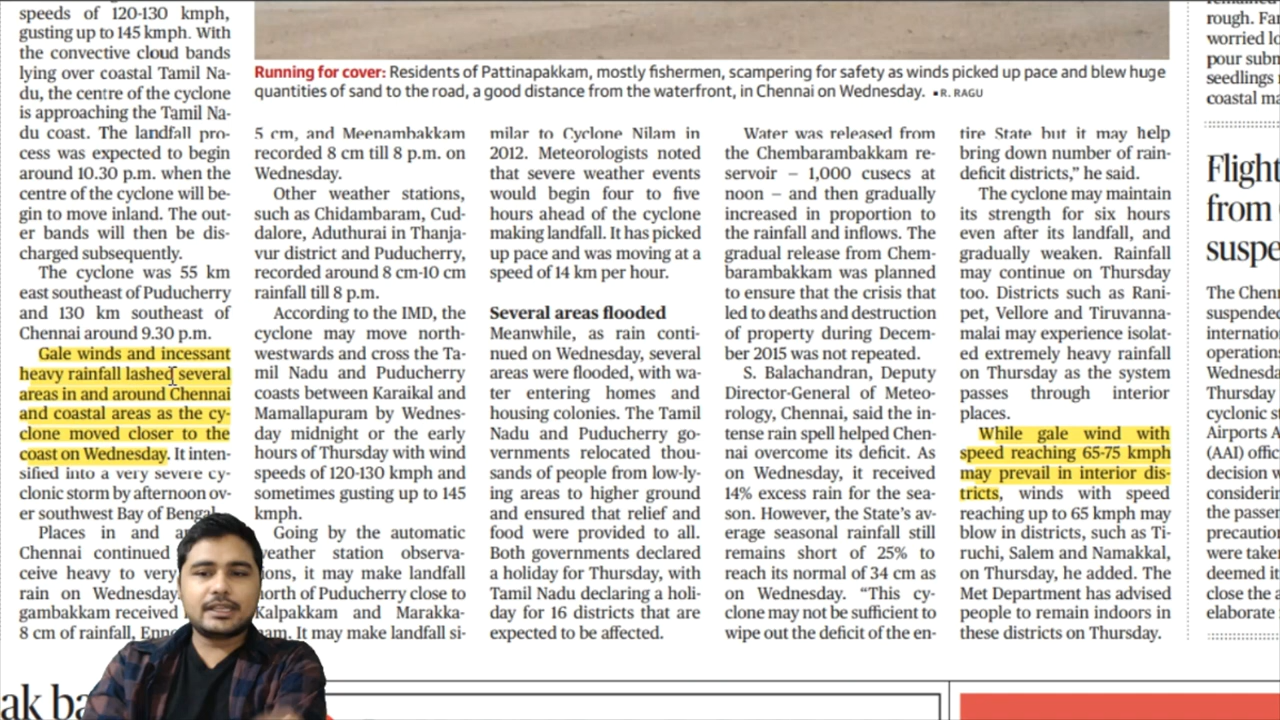 speeds of 120-130 kmph,
gusting up to 145 kmph. With
the convective cloud bands
lying over coastal Tamil Na-
du, the centre of the cyclone
is approaching the Tamil Na-
du coast. The landfall pro-
cess was expected to begin
around 10.30 p.m. when the
centre of the cyclone will be-
gin to move inland. The out-
er bands will then be dis-
charged subsequently.
The cyclone was 55 km
east southeast of Puducherry
and 130 km southeast of
Chennai around 9.30 p.m.
Gale winds and incessant
heavy rainfall lashed several
areas in and around Chennai
and coastal areas as the cy-
clone moved closer to the
coast on Wednesday. It inten-
sified into a very severe cy-
clonic storm by afternoon ov-
er southwest Bay of Bengal.
Places in and
Chennai continued
ceive heavy to very
rain on Wednesday
gambakkam received
8 cm of rainfall,
Running for cover: Residents of Pattinapakkam, mostly fishermen, scampering for safety as winds picked up pace and blew huge
quantities of sand to the road, a good distance from the waterfront, in Chennai on Wednesday. ▪R. RAGU
5 cm, and Meenambakkam
recorded 8 cm till 8 p.m. on
Wednesday.
Other weather stations,
such as Chidambaram, Cud-
dalore, Aduthurai in Thanja-
vur district and Puducherry,
recorded around 8 cm-10 cm
rainfall till 8 p.m.
According to the IMD, the
cyclone may move north-
westwards and cross the Ta-
mil Nadu and Puducherry
coasts between Karaikal and
Mamallapuram by Wednes-
day midnight or the early
hours of Thursday with wind
speeds of 120-130 kmph and
sometimes gusting up to 145
kmph.
Going by the automatic
weather station observa-
tions, it may make landfall
north of Puducherry close to
Kalpakkam and Marakka-
nam. It may make landfall si-
milar to Cyclone Nilam in
2012. Meteorologists noted
that severe weather events
would begin four to five
hours ahead of the cyclone
making landfall. It has picked
up pace and was moving at a
speed of 14 km per hour.
Several areas flooded
Meanwhile, as rain conti-
nued on Wednesday, several
areas were flooded, with wa-
ter entering homes and
housing colonies. The Tamil
Nadu and Puducherry go-
vernments relocated thou-
sands of people from low-ly-
ing areas to higher ground
and ensured that relief and
food were provided to all.
Both governments declared
a holiday for Thursday, with
Tamil Nadu declaring a holi-
day for 16 districts that are
expected to be affected.
Water was released from
the Chembarambakkam re-
servoir – 1,000 cusecs at
noon – and then gradually
increased in proportion to
the rainfall and inflows. The
gradual release from Chem-
barambakkam was planned
to ensure that the crisis that
led to deaths and destruction
of property during Decem-
ber 2015 was not repeated.
S. Balachandran, Deputy
Director-General of Meteo-
rology, Chennai, said the in-
tense rain spell helped Chen-
nai overcome its deficit. As
on Wednesday, it received
14% excess rain for the sea-
son. However, the State's av-
erage seasonal rainfall still
remains short of 25% to
reach its normal of 34 cm as
on Wednesday. “This cy-
clone may not be sufficient to
wipe out the deficit of the en-
tire State but it may help
bring down number of rain-
deficit districts,” he said.
The cyclone may maintain
its strength for six hours
even after its landfall, and
gradually weaken. Rainfall
may continue on Thursday
too. Districts such as Rani-
pet, Vellore and Tiruvanna-
malai may experience isolat-
ed extremely heavy rainfall
on Thursday as the system
passes through interior
places.
While gale wind with
speed reaching 65-75 kmph
may prevail in interior dis-
tricts, winds with speed
reaching up to 65 kmph may
blow in districts, such as Ti-
ruchi, Salem and Namakkal,
on Thursday, he added. The
Met Department has advised
people to remain indoors in
these districts on Thursday.
rough. Fa
worried lo
pour subm
seedlings
coastal ma
Flight
from
suspe
The Chen
suspended
internatio
operation
Wednesda
Thursday
cyclonic s
Airports A
(AAI) offic
decision w
considerin
the passen
precaution
were taken
deemed it
close the a
elaborate
ak ba